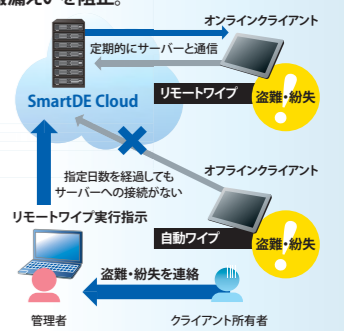 漏えいを阻止。
オンラインクライアント
定期的にサーバーと通信
リモートワイプ
盗難・紛失
SmartDE Cloud
指定日数を経過しても
サーバーへの接続がない
オフラインクライアント
リモートワイプ実行指示
自動ワイプ
盗難・紛失
盗難・紛失を連絡
管理者
クライアント所有者